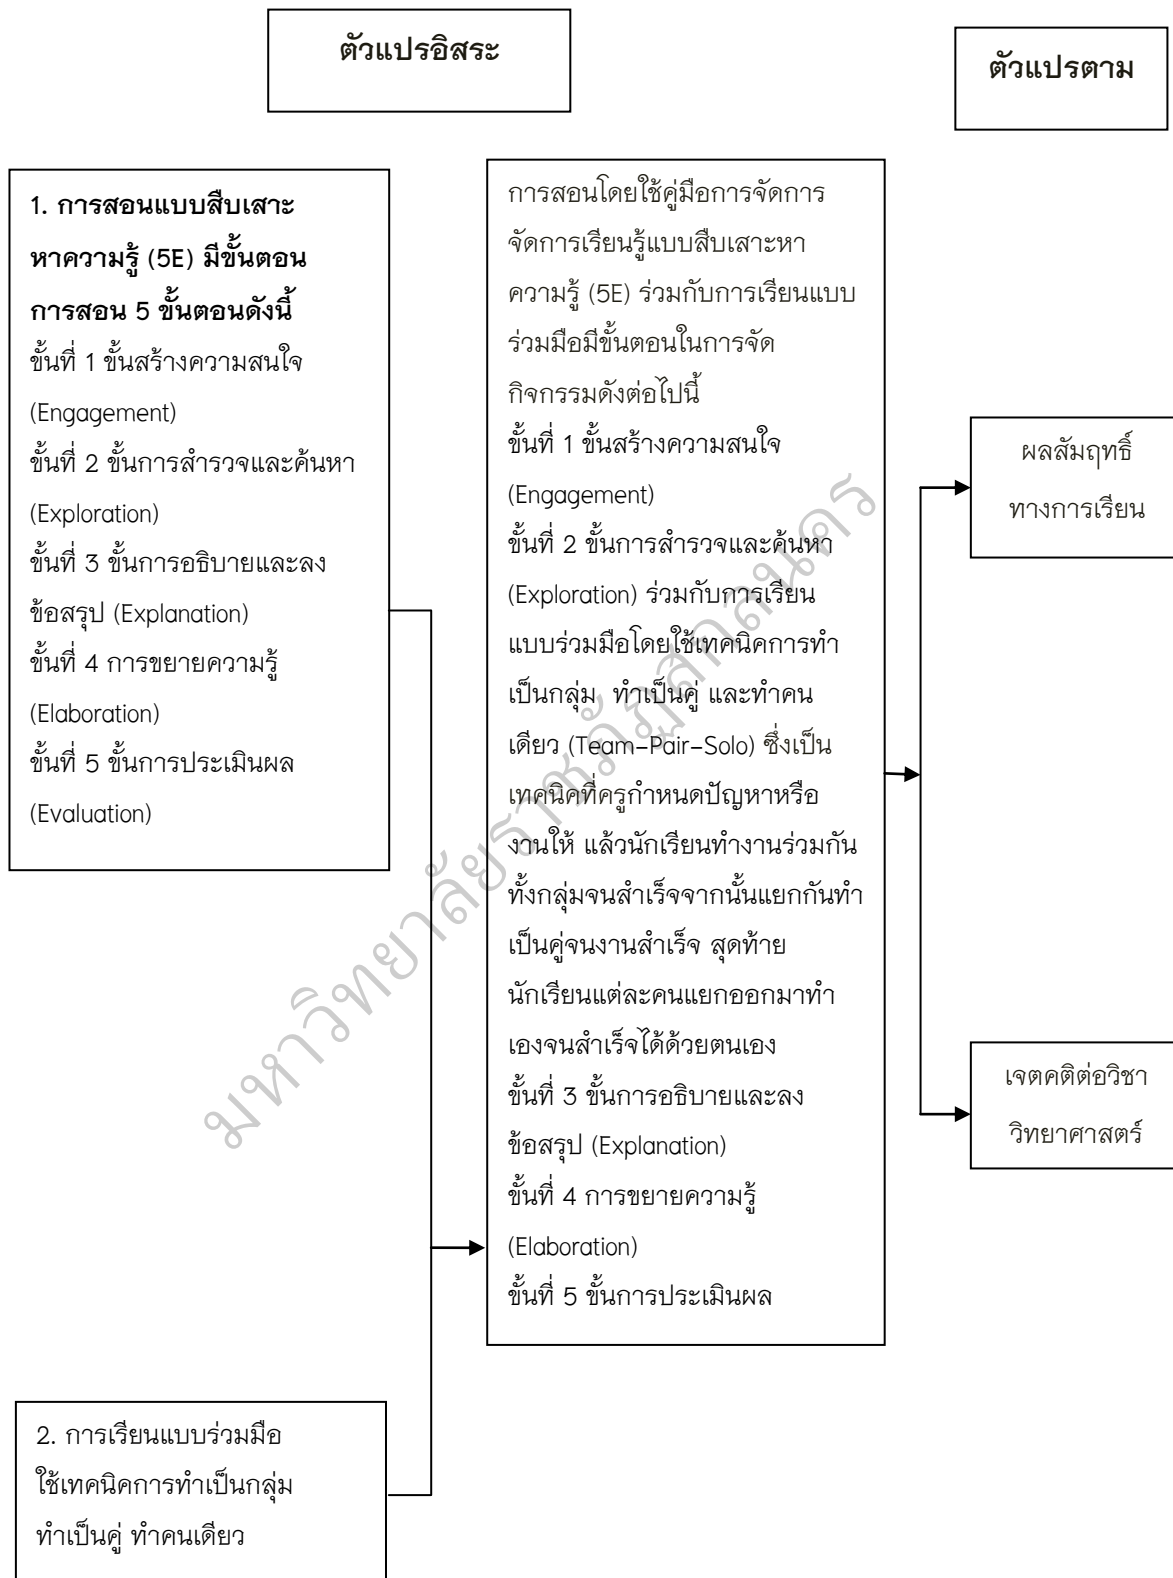 ตัวแปรอิสระ
ตัวแปรตาม
1. การสอนแบบสืบเสาะ
หาความรู้ (5E) มีขั้นตอน
การสอน 5 ขั้นตอนดังนี้
ขั้นที่ 1 ขั้นสร้างความสนใจ
(Engagement)
ขั้นที่ 2 ขั้นการสำรวจและค้นหา
(Exploration)
ขั้นที่ 3 ขั้นการอธิบายและลง
ข้อสรุป (Explanation)
ขั้นที่ 4 การขยายความรู้
(Elaboration)
ขั้นที่ 5 ขั้นการประเมินผล
(Evaluation)
2. การเรียนแบบร่วมมือ
ใช้เทคนิคการทำเป็นกลุ่ม
ทำเป็นคู่ ทำคนเดียว
การสอนโดยใช้คู่มือการจัดการ
จัดการเรียนรู้แบบสืบเสาะหา
ความรู้ (5E) ร่วมกับการเรียนแบบ
ร่วมมือมีขั้นตอนในการจัด
กิจกรรมดังต่อไปนี้
ขั้นที่ 1 ขั้นสร้างความสนใจ
(Engagement)
ขั้นที่ 2 ขั้นการสำรวจและค้นหา
(Exploration) ร่วมกับการเรียน
แบบร่วมมือโดยใช้เทคนิคการทำ
เป็นกลุ่ม ทำเป็นคู่ และทำคน
เดียว (Team–Pair–Solo) ซึ่งเป็น
เทคนิคที่ครูกำหนดปัญหาหรือ
งานให้ แล้วนักเรียนทำงานร่วมกัน
ทั้งกลุ่มจนสำเร็จจากนั้นแยกกันทำ
เป็นคู่จนงานสำเร็จ สุดท้าย
นักเรียนแต่ละคนแยกออกมาทำ
เองจนสำเร็จได้ด้วยตนเอง
ขั้นที่ 3 ขั้นการอธิบายและลง
ข้อสรุป (Explanation)
ขั้นที่ 4 การขยายความรู้
(Elaboration)
ขั้นที่ 5 ขั้นการประเมินผล
ผลสัมฤทธิ์
ทางการเรียน
เจตคติต่อวิชา
วิทยาศาสตร์
มหาวิทยาลัยราชภัฏสกลนคร